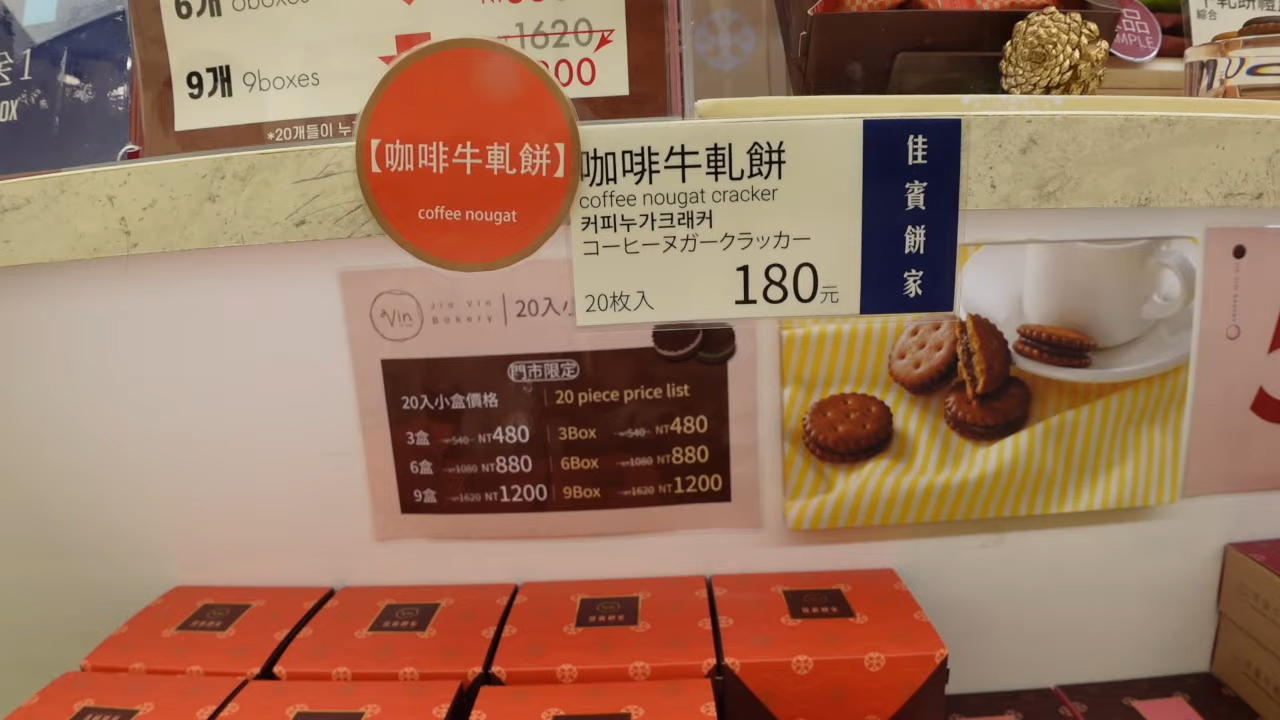 6개 6boxes
1620
9개 9boxes
*20개들이
【咖啡牛軋餅】
coffee nougat
咖啡牛軋餅
coffee nougat cracker
커피누가크래커
コーヒーヌガークラッカー
20枚入 180元
佳賓餅家
綜合
Vin
Jia Vin
Bakery
20入小
門市限定
20入小盒價格
3盒 540 NT480
6盒 1080 NT880
9盒 1620 NT1200
20 piece price list
3Box 540 NT480
6Box 1080 NT880
9Box 1620 NT1200